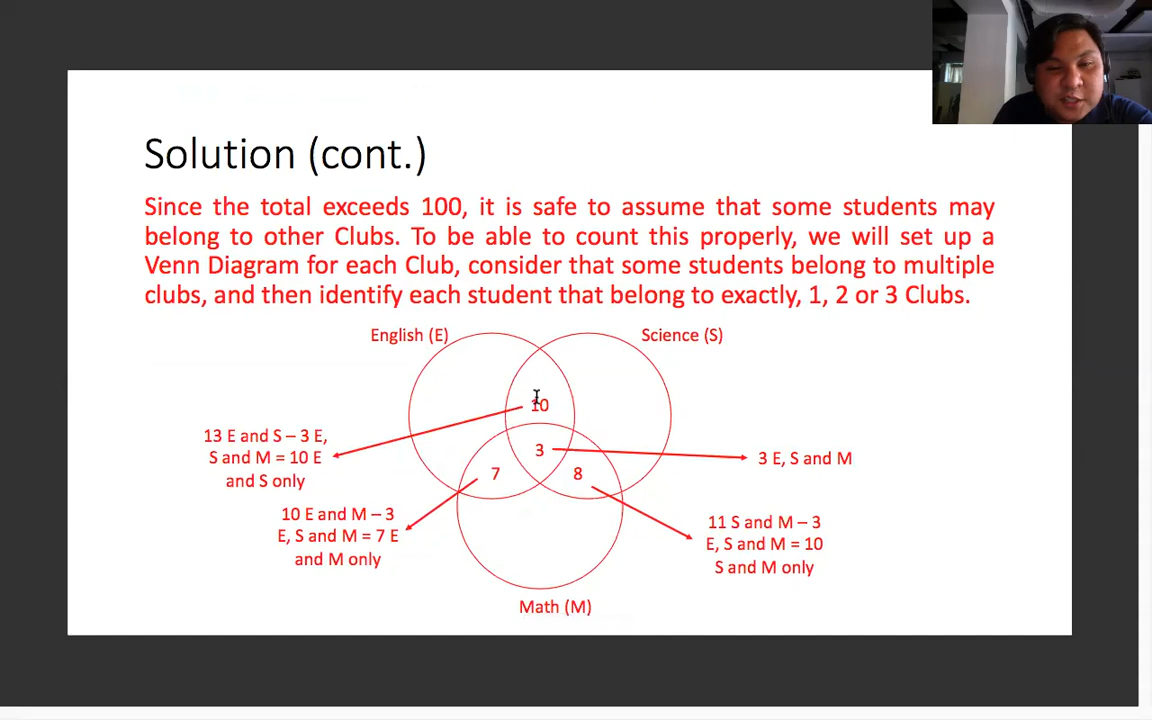 Solution (cont.)
Since the total exceeds 100, it is safe to assume that some students may
belong to other Clubs. To be able to count this properly, we will set up a
Venn Diagram for each Club, consider that some students belong to multiple
clubs, and then identify each student that belong to exactly, 1, 2 or 3 Clubs.
English (E)
Science (S)
10
13 E and S – 3 E,
S and M = 10 E
and S only
3
3 E, S and M
7
8
10 E and M – 3
E, S and M = 7 E
and M only
11 S and M – 3
E, S and M = 10
S and M only
Math (M)